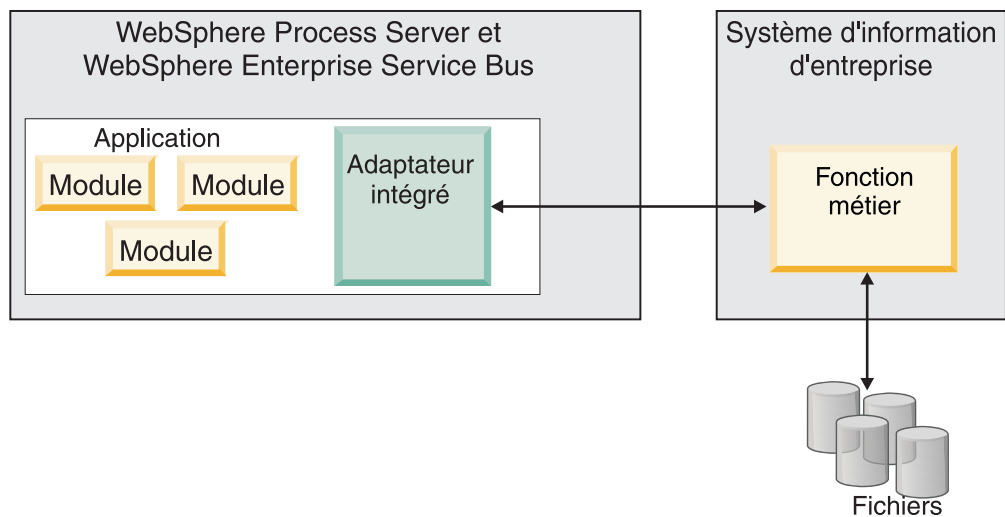 WebSphere Process Server et
WebSphere Enterprise Service Bus
Application
Module
Module
Module
Adaptateur
intégré
Système d'information
d'entreprise
Fonction
métier
Fichiers